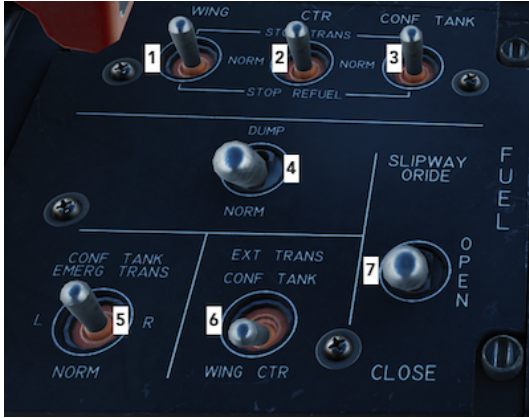 WING CTR CONF TANK
STOP TRANS
1 NORM 2 NORM 3
STOP REFUEL
DUMP
4
NORM
SLIPWAY
ORIDE
FUEL
OPEN
7
CLOSE
CONF TANK
EMERG TRANS
L 5 R
NORM
EXT TRANS
CONF TANK
6
WING CTR